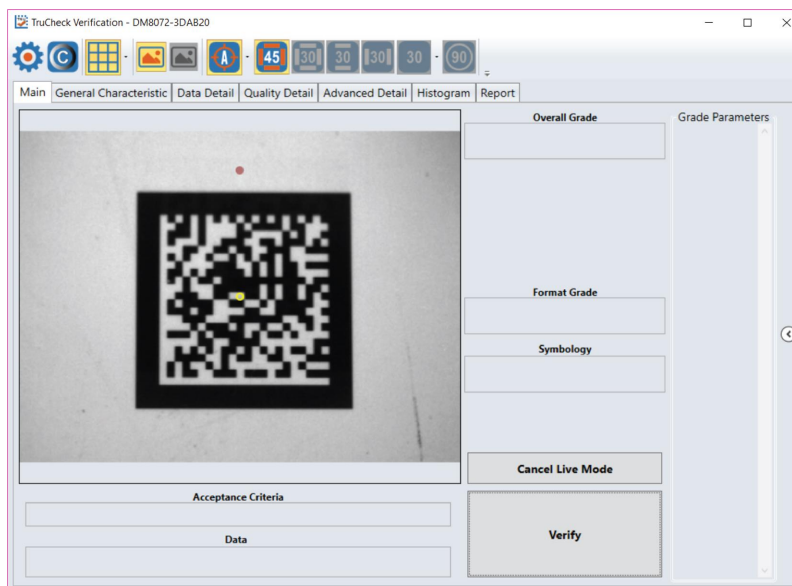 TruCheck Verification - DM8072-3DAB20
C A 45 30 30 30 30 90
Main General Characteristic Data Detail Quality Detail Advanced Detail Histogram Report
Overall Grade
Grade Parameters
Format Grade
Symbology
Cancel Live Mode
Acceptance Criteria
Verify
Data